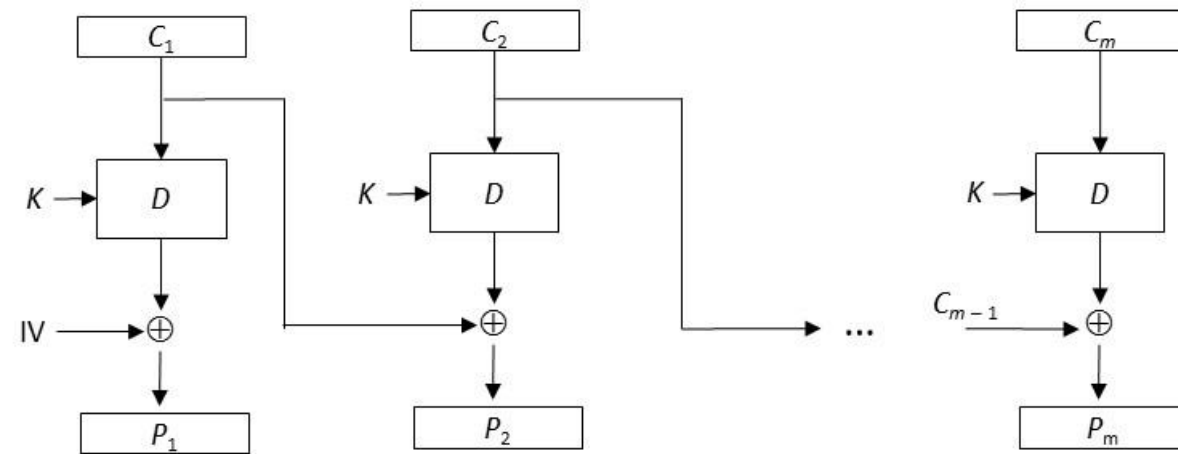 C₁ C₂ Cₘ
K D K D K D
IV ⊕ ⊕ ... Cₘ₋₁ ⊕
P₁ P₂ Pₘ